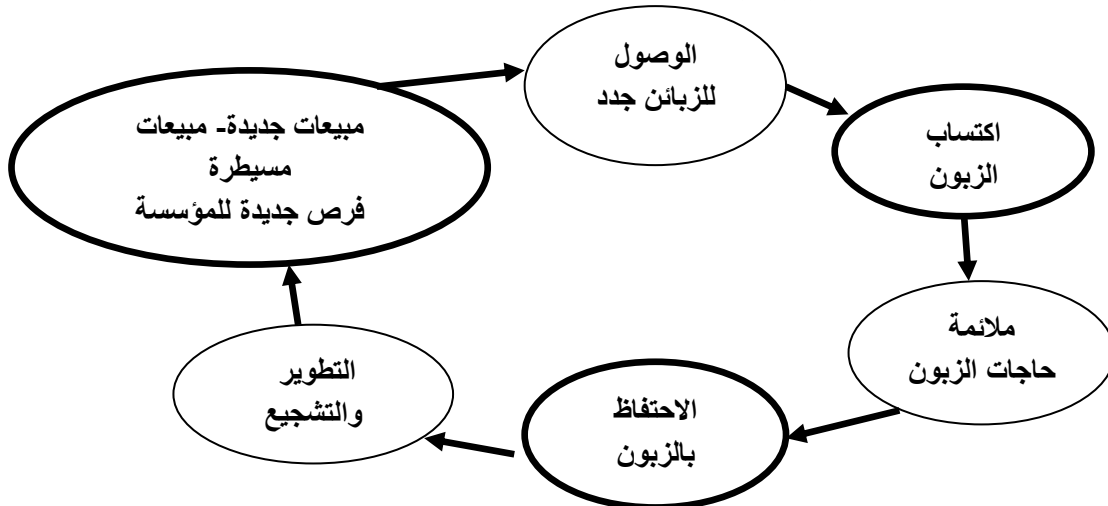 الوصول
للزبائن جدد
اكتساب
الزبون
ملائمة
حاجات الزبون
الاحتفاظ
بالزبون
التطوير
والتشجيع
مبيعات جديدة- مبيعات
مسيطرة
فرص جديدة للمؤسسة